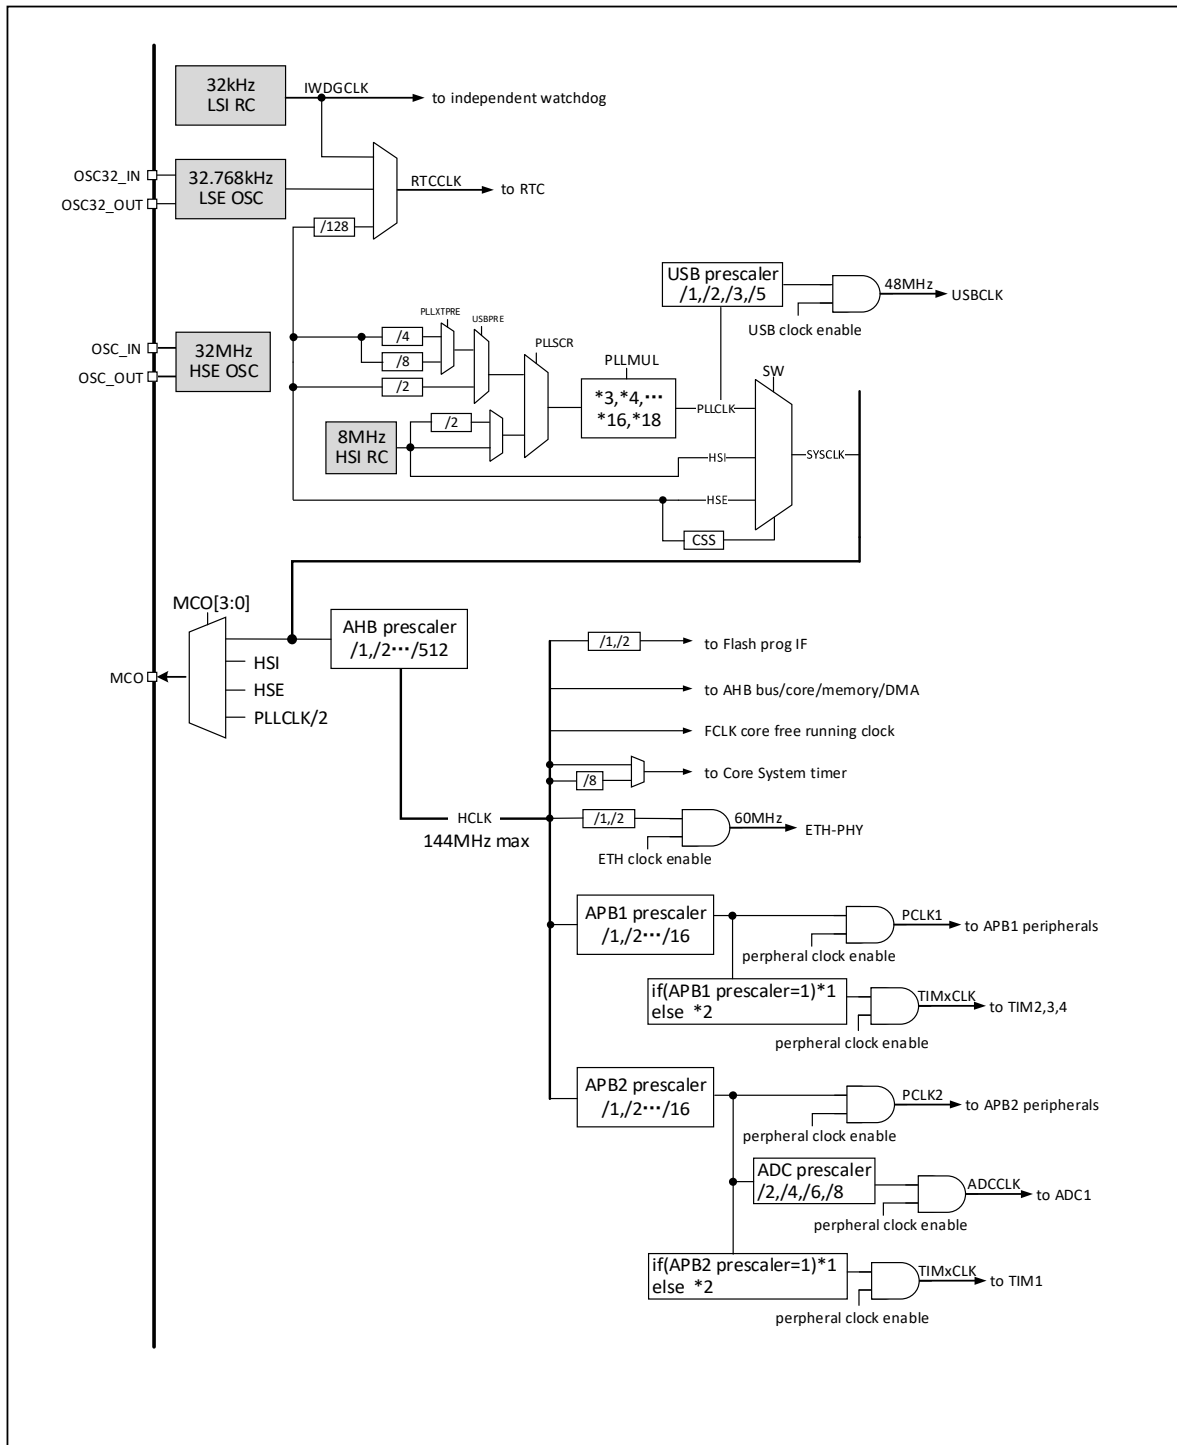 32kHz
LSI RC
IWDGCLK
to independent watchdog
OSC32_IN
OSC32_OUT
32.768kHz
LSE OSC
RTCCLK
to RTC
/128
USB prescaler
/1,/2,/3,/5
48MHz
USBCLK
USB clock enable
PLLXTPRE
USBPRE
/4
/8
/2
PLLSCR
OSC_IN
OSC_OUT
32MHz
HSE OSC
PLLMUL
*3,*4,···
*16,*18
PLLCLK
SW
/2
8MHz
HSI RC
HSI
SYSCLK
HSE
CSS
MCO[3:0]
HSI
HSE
PLLCLK/2
MCO
AHB prescaler
/1,/2···/512
/1,/2
to Flash prog IF
to AHB bus/core/memory/DMA
FCLK core free running clock
/8
to Core System timer
HCLK
144MHz max
/1,/2
60MHz
ETH-PHY
ETH clock enable
APB1 prescaler
/1,/2···/16
PCLK1
to APB1 peripherals
perpheral clock enable
if(APB1 prescaler=1)*1
else *2
TIMxCLK
to TIM2,3,4
perpheral clock enable
APB2 prescaler
/1,/2···/16
PCLK2
to APB2 peripherals
perpheral clock enable
ADC prescaler
/2,/4,/6,/8
ADCCLK
to ADC1
perpheral clock enable
if(APB2 prescaler=1)*1
else *2
TIMxCLK
to TIM1
perpheral clock enable